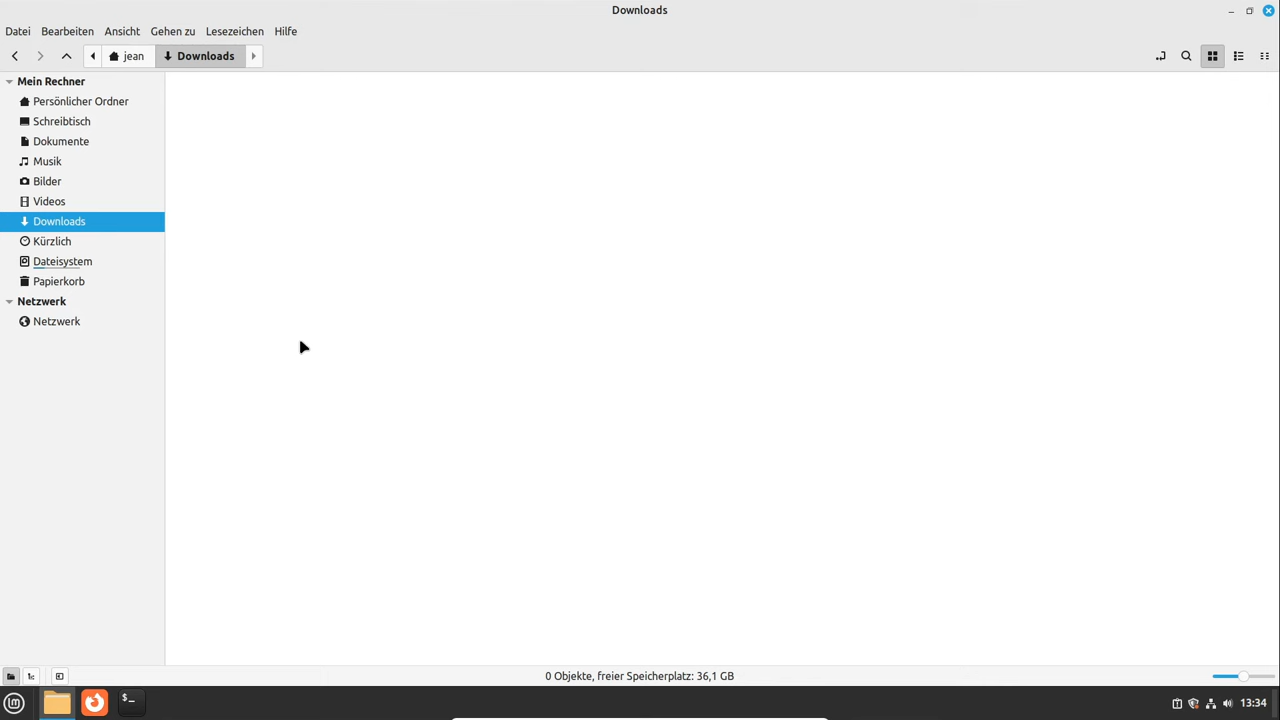 Downloads
Datei Bearbeiten Ansicht Gehen zu Lesezeichen Hilfe
jean Downloads
Mein Rechner
Persönlicher Ordner
Schreibtisch
Dokumente
Musik
Bilder
Videos
Downloads
Kürzlich
Dateisystem
Papierkorb
Netzwerk
Netzwerk
0 Objekte, freier Speicherplatz: 36,1 GB
13:34